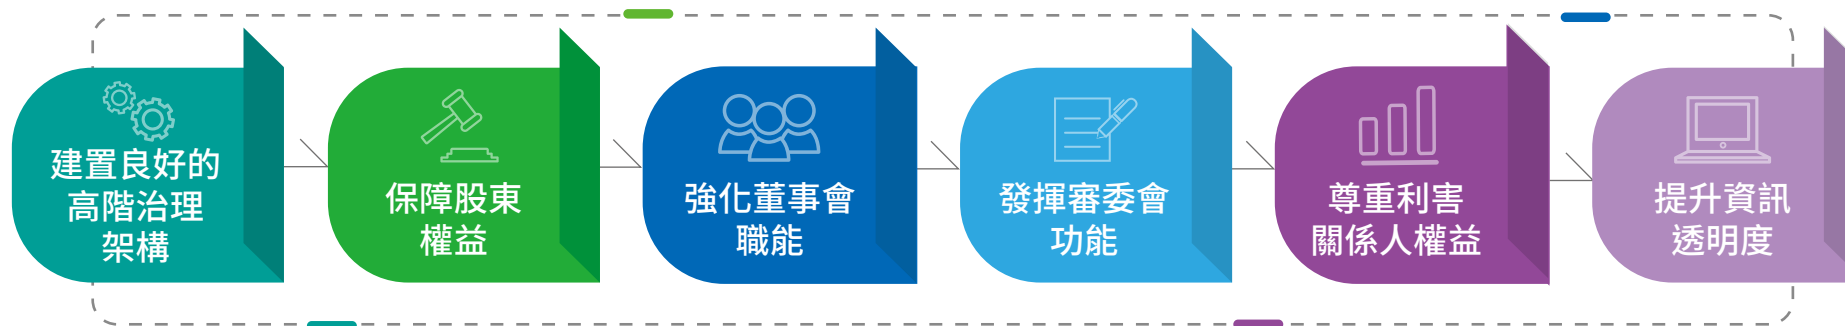 建置良好的
高階治理
架構
保障股東
權益
強化董事會
職能
發揮審委會
功能
尊重利害
關係人權益
提升資訊
透明度